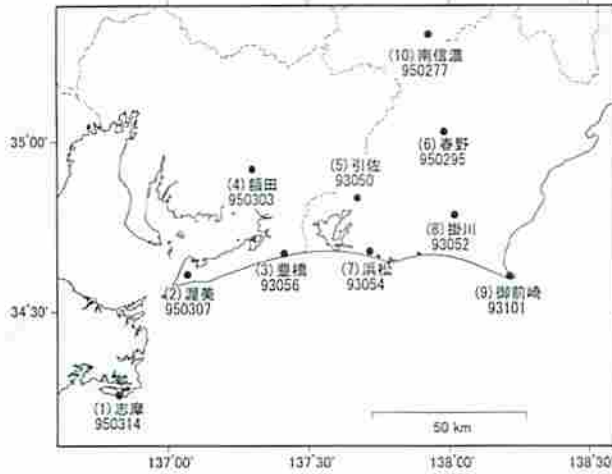 (10) 南信濃
950277
35°00'
(6) 春野
950295
(5) 引佐
93050
(4) 額田
950303
(8) 掛川
93052
(3) 豊橋
93056
(7) 浜松
93054
(2) 渥美
950307
(9) 御前崎
93101
34°30'
(1) 志摩
950314
50 km
137°00'
137°30'
138°00'
138°30'